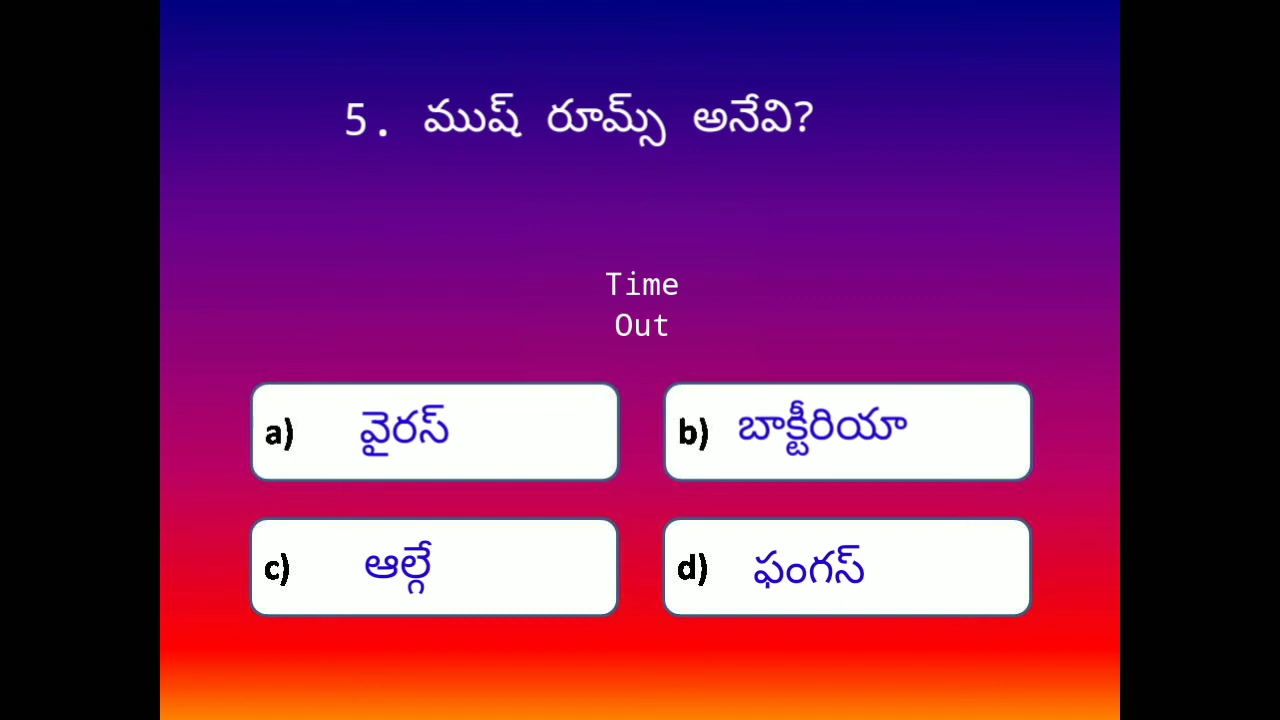 5. ముష్ రూమ్స్ అనేవి?
Time
Out
a) వైరస్
b) బాక్టీరియా
c) ఆల్గే
d) ఫంగస్